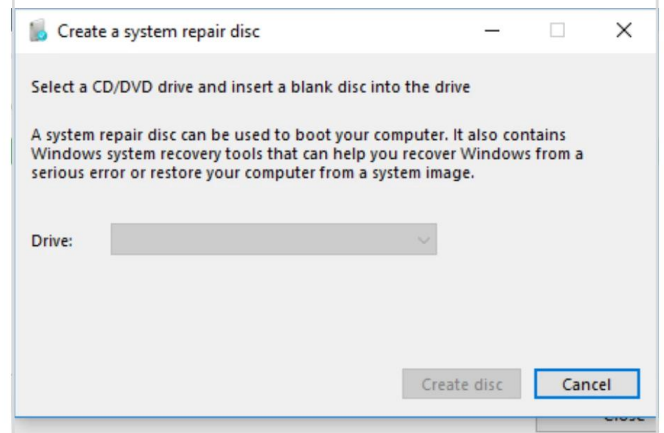 Create a system repair disc
Select a CD/DVD drive and insert a blank disc into the drive
A system repair disc can be used to boot your computer. It also contains
Windows system recovery tools that can help you recover Windows from a
serious error or restore your computer from a system image.
Drive:
Create disc Cancel
Close